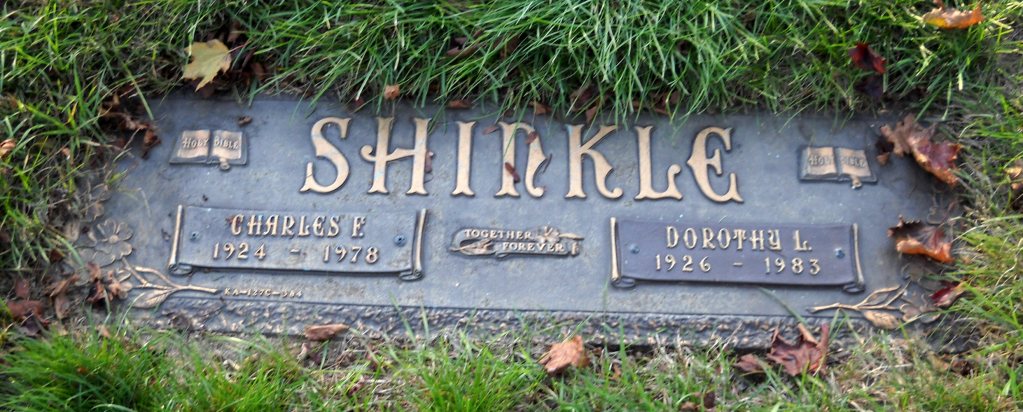 SHINKLE
HOLY BIBLE
HOLY BIBLE
CHARLES F.
1924 - 1978
TOGETHER
FOREVER
DOROTHY L.
1926 - 1983